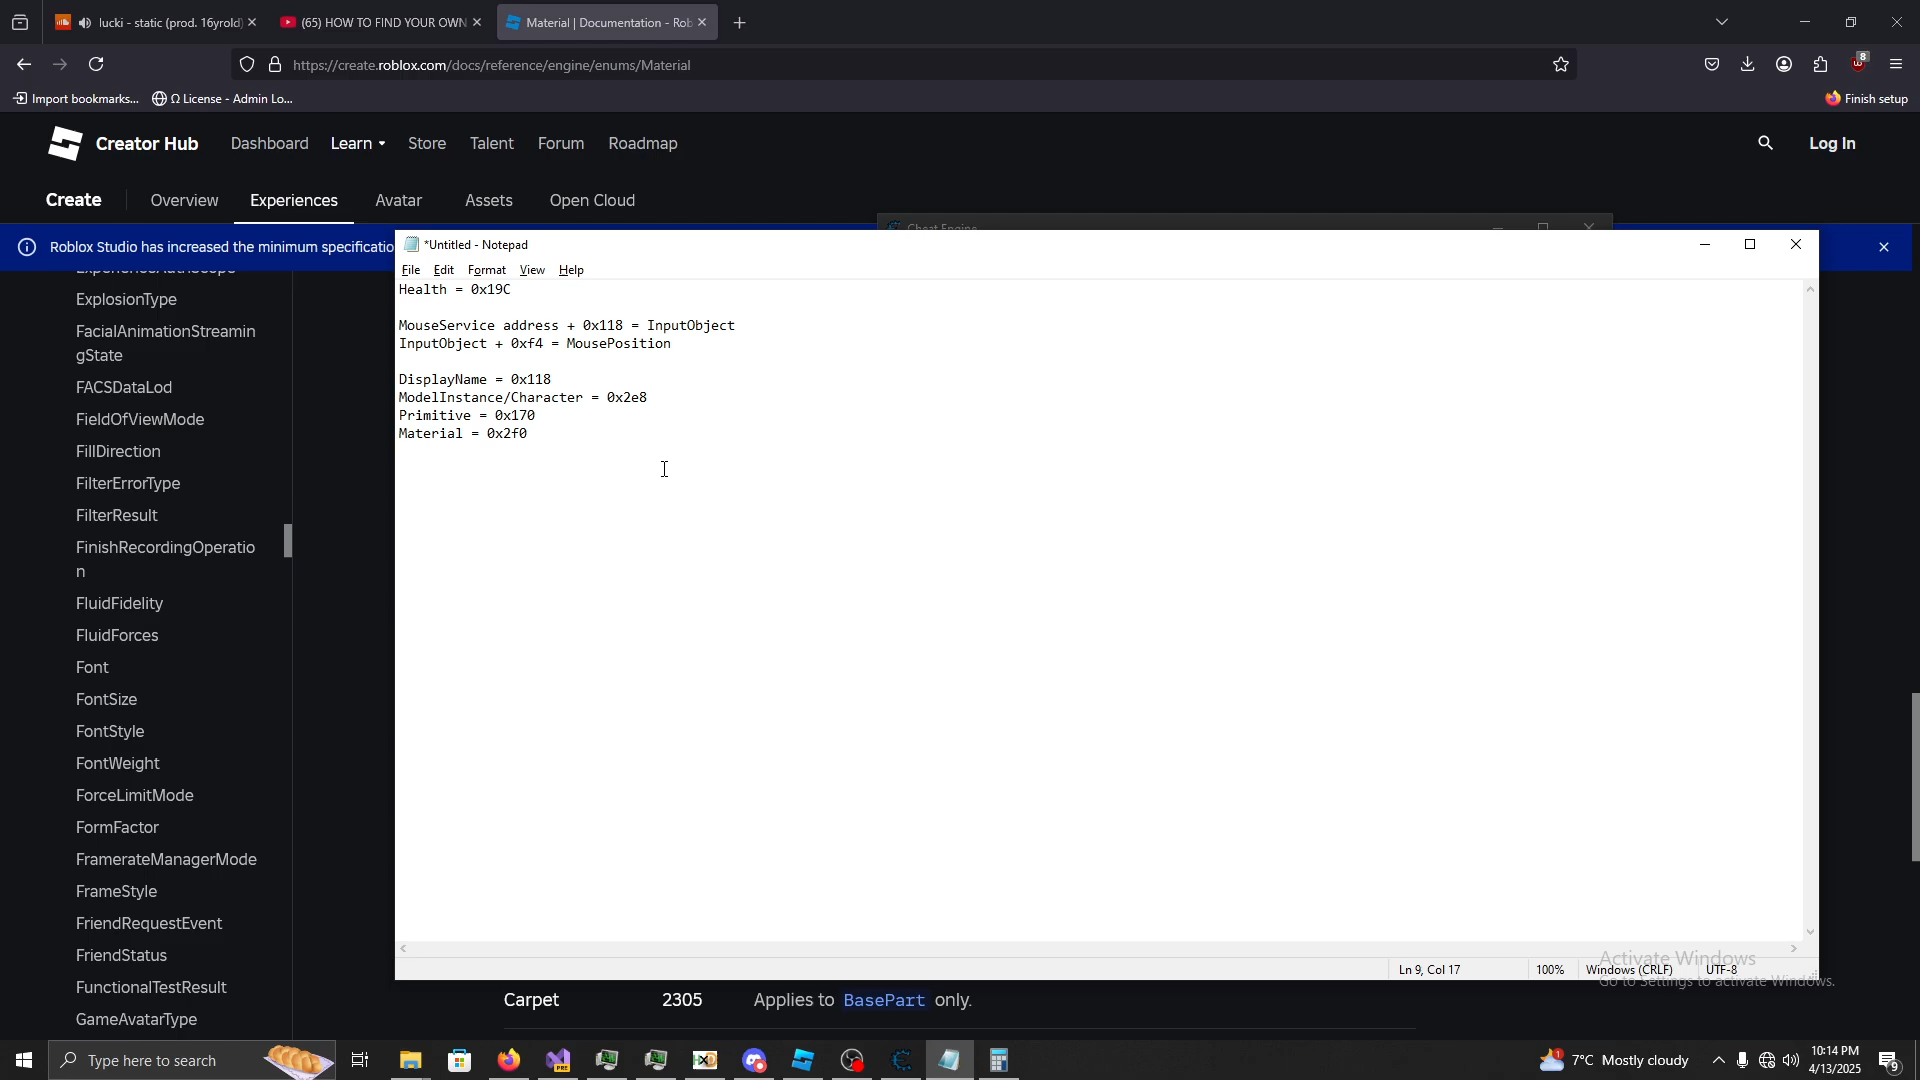 lucki - static (prod. 16yrold)
(65) HOW TO FIND YOUR OWN
Material | Documentation - Rob
https://create.roblox.com/docs/reference/engine/enums/Material
8
Import bookmarks...
Ω License - Admin Lo...
Finish setup
Creator Hub
Dashboard
Learn
Store
Talent
Forum
Roadmap
Log In
Create
Overview
Experiences
Avatar
Assets
Open Cloud
Cheat Engine
Roblox Studio has increased the minimum specificatio
ExplosionType
FacialAnimationStreamin
gState
FACSDataLod
FieldOfViewMode
FillDirection
FilterErrorType
FilterResult
FinishRecordingOperatio
n
FluidFidelity
FluidForces
Font
FontSize
FontStyle
FontWeight
ForceLimitMode
FormFactor
FramerateManagerMode
FrameStyle
FriendRequestEvent
FriendStatus
FunctionalTestResult
GameAvatarType
*Untitled - Notepad
File Edit Format View Help
Health = 0x19C
MouseService address + 0x118 = InputObject
InputObject + 0xf4 = MousePosition
DisplayName = 0x118
ModelInstance/Character = 0x2e8
Primitive = 0x170
Material = 0x2f0
Ln 9, Col 17
100%
Windows (CRLF)
UTF-8
Activate Windows
Go to Settings to activate Windows.
Carpet 2305 Applies to BasePart only.
Type here to search
PRE
1
7°C Mostly cloudy
10:14 PM
4/13/2025
9